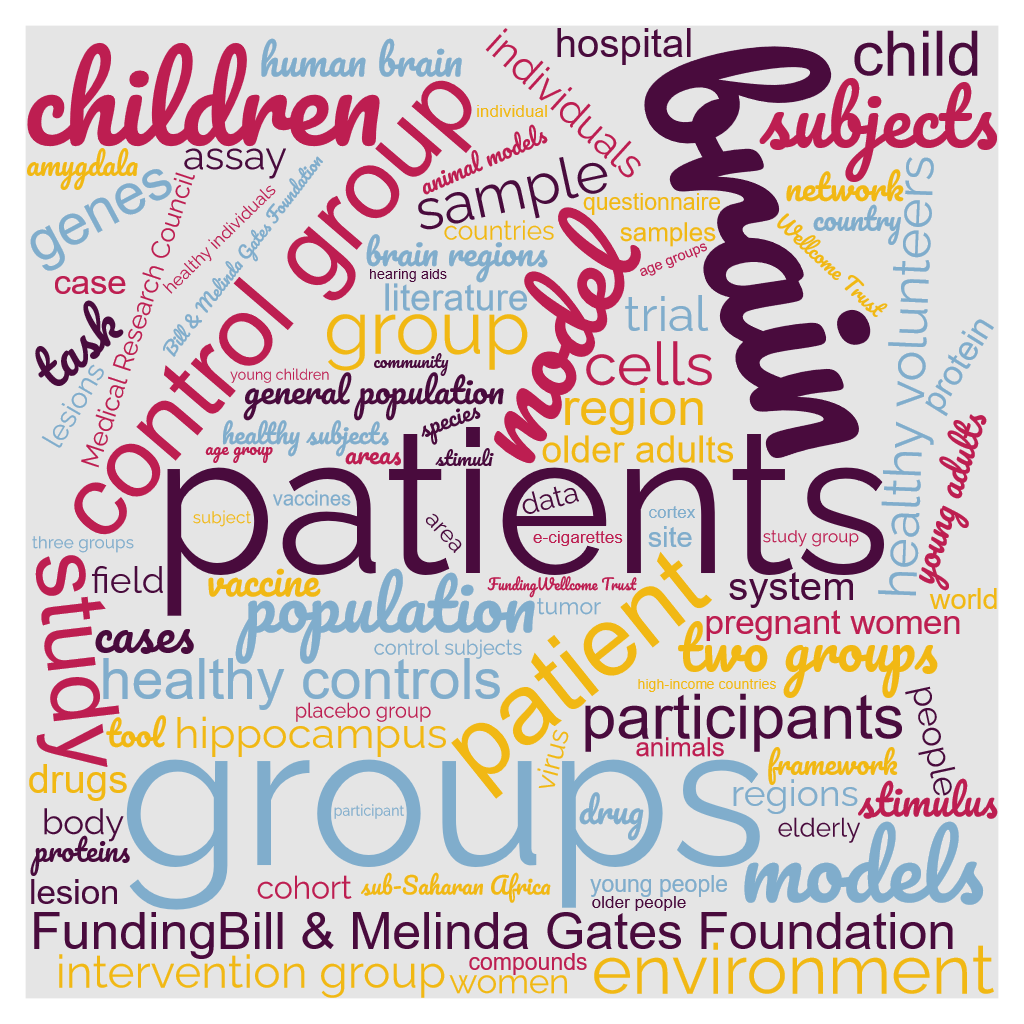 hospital
child
children
human brain
individuals
brain
subjects
individual
amygdala
assay
group
animal models
sample
questionnaire
network
genes
Medical Research Council
healthy individuals
Bill & Melinda Gates Foundation
countries
samples
country
Wellcome Trust
healthy volunteers
case
control
brain regions
hearing aids
age groups
model
literature
trial
task
group
community
cells
protein
lesions
young children
general population
species
region
healthy subjects
age group
areas
stimuli
older adults
young adults
patients
vaccines
data
subject
area
cortex
e-cigarettes
site
study group
three groups
study
field
vaccine
FundingWellcome Trust
system
world
population
tumor
patient
pregnant women
cases
control subjects
two groups
healthy controls
high-income countries
placebo group
participants
people
tool
hippocampus
virus
animals
framework
drugs
groups
regions
stimulus
participant
drug
body
elderly
proteins
models
lesion
cohort
sub-Saharan Africa
young people
older people
FundingBill & Melinda Gates Foundation
intervention group
compounds
women
environment